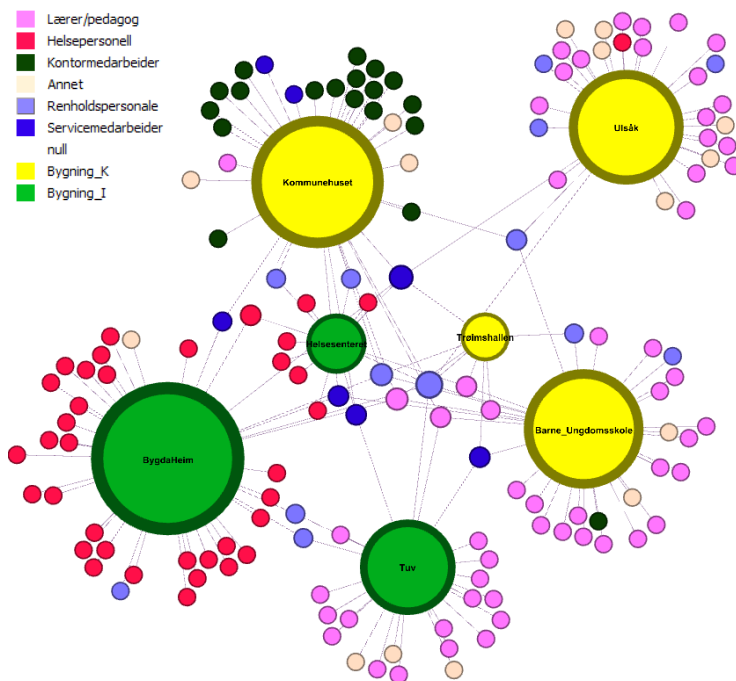 Lærer/pedagog
Helsepersonell
Kontormedarbeider
Annet
Renholdspersonale
Servicemedarbeider
null
Bygning_K
Bygning_I
Ulsåk
Kommunehuset
Helsesenteret
Trølmshallen
Barne_Ungdomsskole
BygdaHeim
Tuv